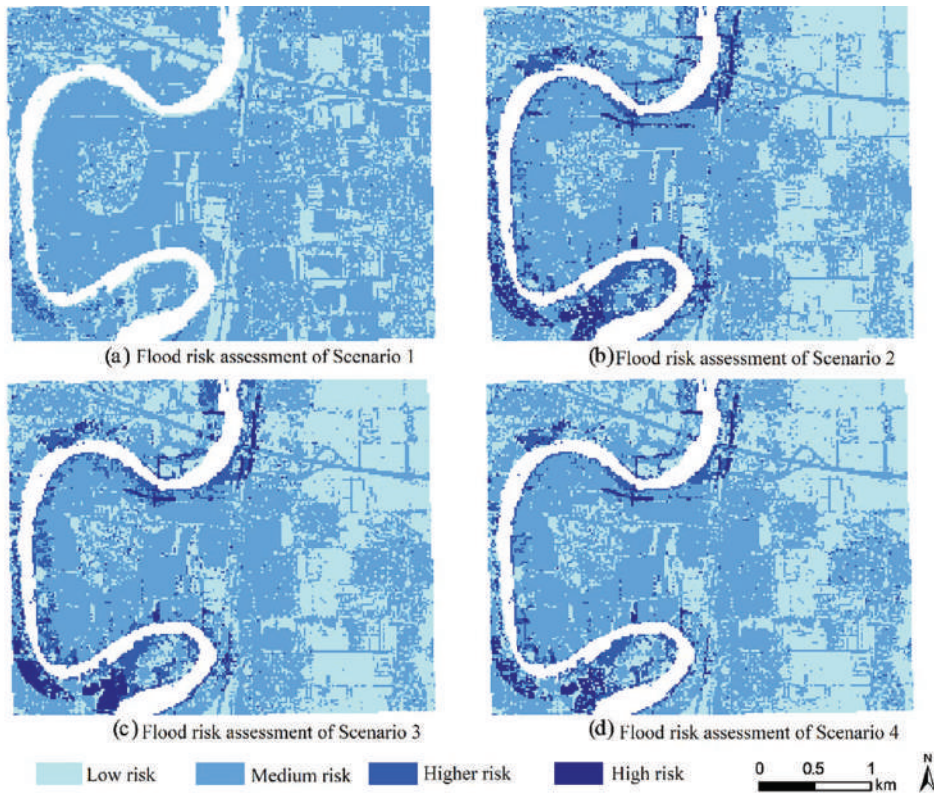 (a) Flood risk assessment of Scenario 1
(b) Flood risk assessment of Scenario 2
(c) Flood risk assessment of Scenario 3
(d) Flood risk assessment of Scenario 4
Low risk Medium risk Higher risk High risk
0 0.5 1
km
N